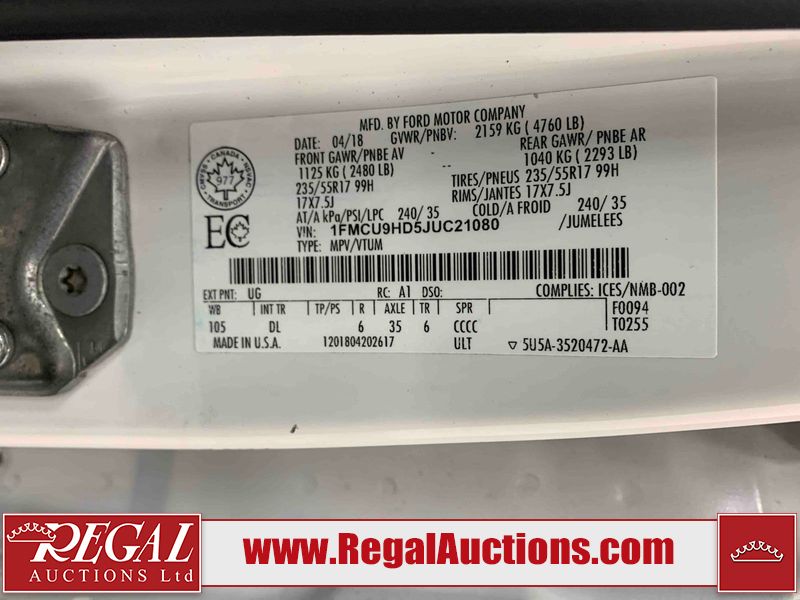 MFD. BY FORD MOTOR COMPANY
DATE: 04/18 GVWR/PNBV: 2159 KG ( 4760 LB)
FRONT GAWR/PNBE AV REAR GAWR/ PNBE AR
1125 KG ( 2480 LB) -- 1040 KG ( 2293 LB)
235/55R17 99H - TIRES/PNEUS 235/55R17 99H
17X7.5J RIMS/JANTES 17X7.5J
AT/A kPa/PSI/LPC 240/ 35 COLD/A FROID 240/ 35
VIN: 1FMCU9HD5JUC21080 /JUMELEES
TYPE: MPV/VTUM
CANADA
977
TRANSPORT
EC
EXT PNT: UG RC: A1 DSO: COMPLIES: ICES/NMB-002
WB INT TR TP/PS R AXLE TR SPR F0094
105 DL 6 35 6 CCCC T0255
MADE IN U.S.A. 1201804202617 ULT ▽ 5U5A-3520472-AA
REGAL
AUCTIONS Ltd
www.RegalAuctions.com
REGAL